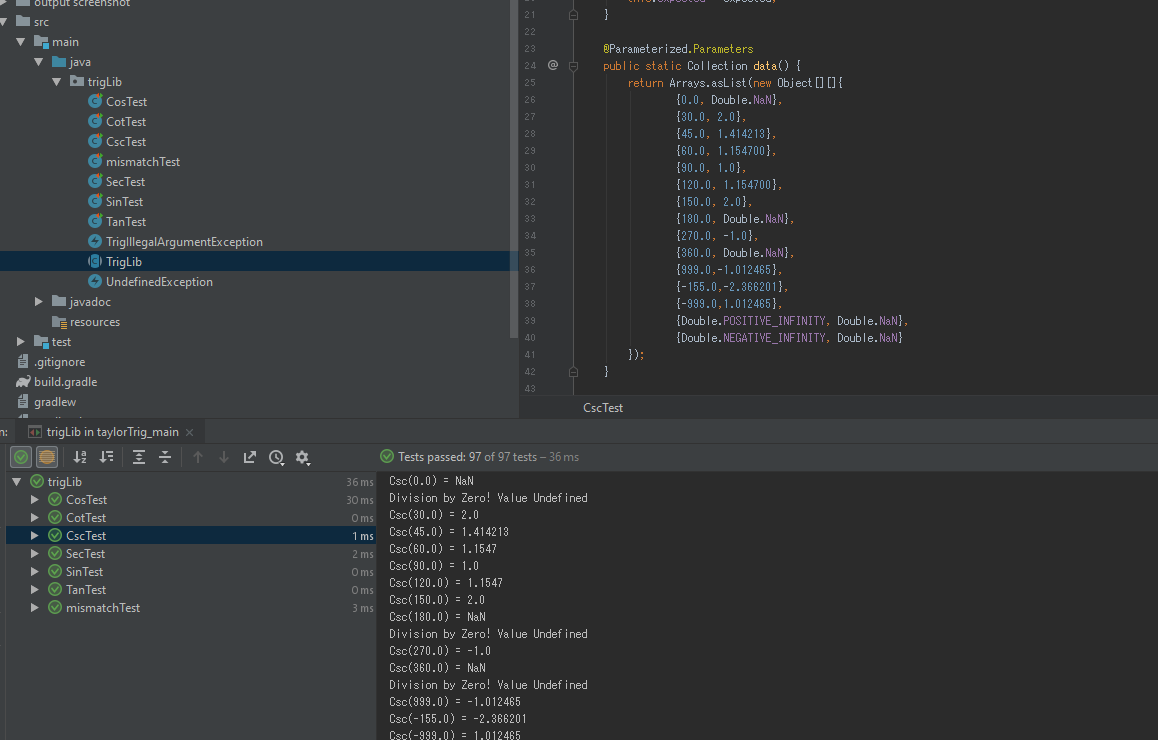 output screenshot
src
main
java
trigLib
CosTest
CotTest
CscTest
mismatchTest
SecTest
SinTest
TanTest
TrigIllegalArgumentException
TrigLib
UndefinedException
javadoc
resources
test
.gitignore
build.gradle
gradlew
21 }
22
23 @Parameterized.Parameters
24 @ public static Collection data() {
25 return Arrays.asList(new Object[][]{
26 {0.0, Double.NaN},
27 {30.0, 2.0},
28 {45.0, 1.414213},
29 {60.0, 1.154700},
30 {90.0, 1.0},
31 {120.0, 1.154700},
32 {150.0, 2.0},
33 {180.0, Double.NaN},
34 {270.0, -1.0},
35 {360.0, Double.NaN},
36 {999.0,-1.012465},
37 {-155.0,-2.366201},
38 {-999.0,1.012465},
39 {Double.POSITIVE_INFINITY, Double.NaN},
40 {Double.NEGATIVE_INFINITY, Double.NaN}
41 });
42 }
43
CscTest
n: trigLib in taylorTrig_main
Tests passed: 97 of 97 tests – 36 ms
trigLib 36 ms
CosTest 30 ms
CotTest 0 ms
CscTest 1 ms
SecTest 2 ms
SinTest 0 ms
TanTest 0 ms
mismatchTest 3 ms
Csc(0.0) = NaN
Division by Zero! Value Undefined
Csc(30.0) = 2.0
Csc(45.0) = 1.414213
Csc(60.0) = 1.1547
Csc(90.0) = 1.0
Csc(120.0) = 1.1547
Csc(150.0) = 2.0
Csc(180.0) = NaN
Division by Zero! Value Undefined
Csc(270.0) = -1.0
Csc(360.0) = NaN
Division by Zero! Value Undefined
Csc(999.0) = -1.012465
Csc(-155.0) = -2.366201
Csc(-999.0) = 1.012465